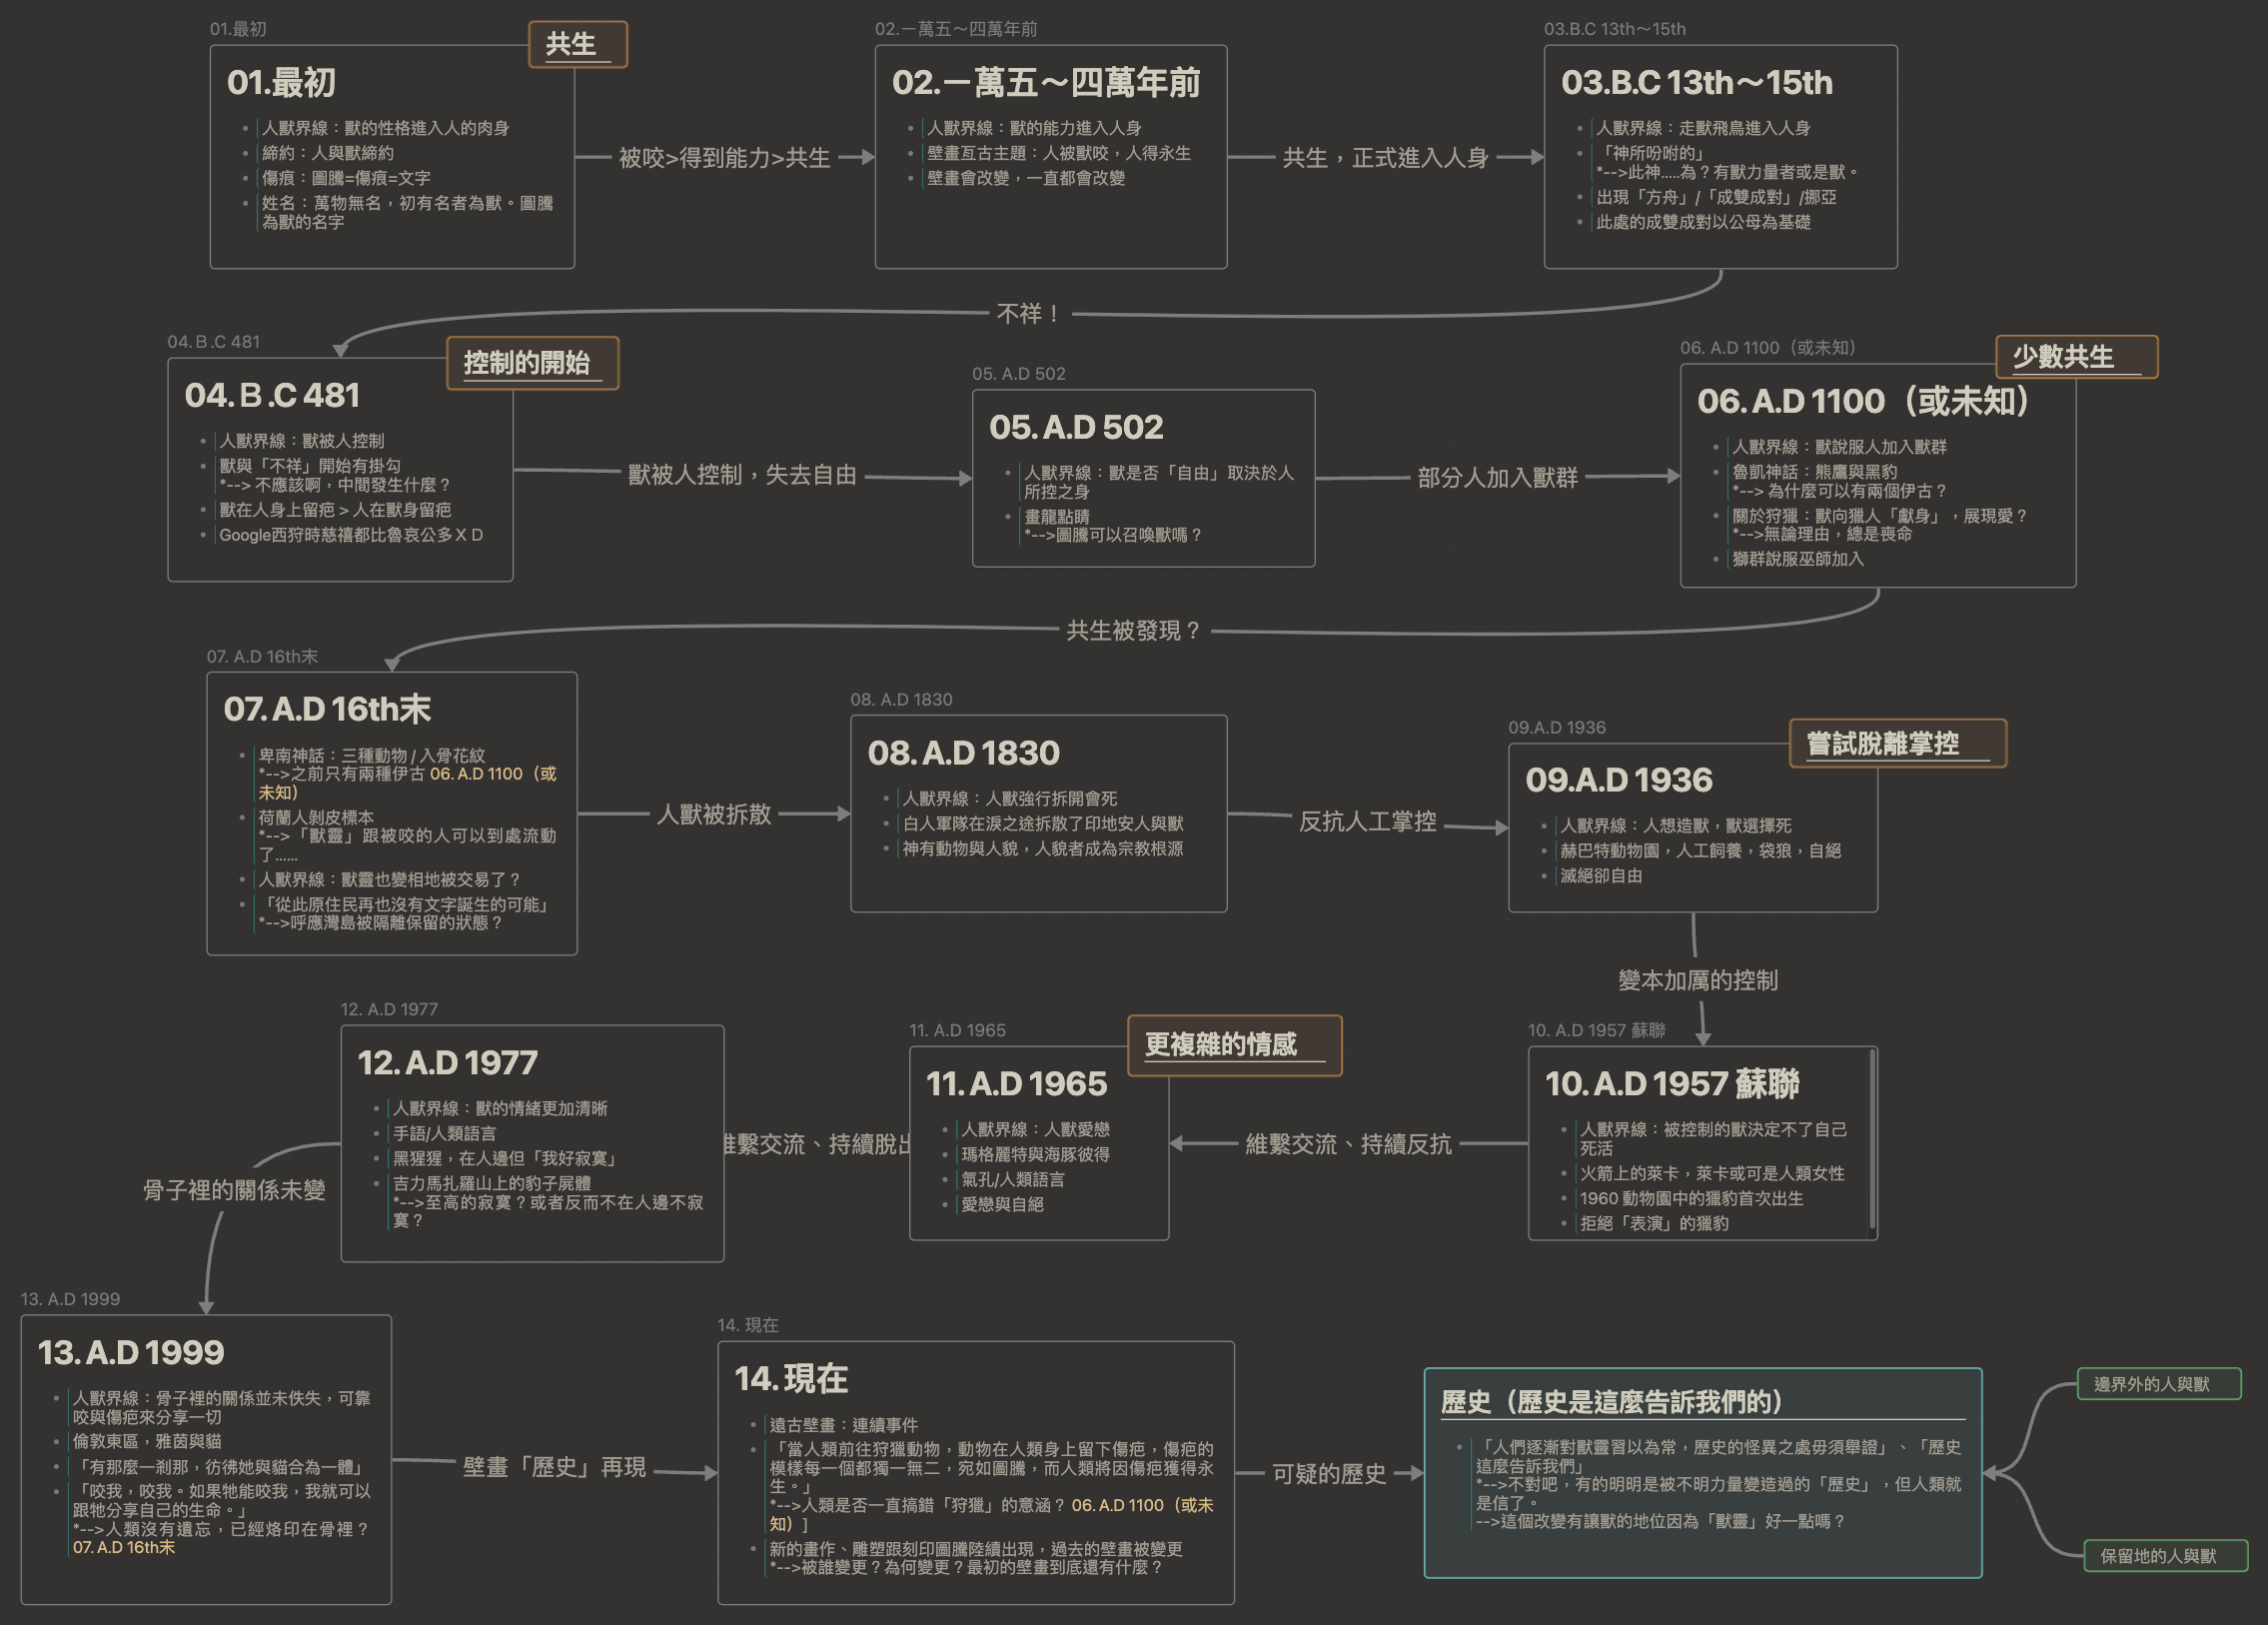 01.最初
共生
01.最初
人獸界線：獸的性格進入人的肉身
締約：人與獸締約
傷痕：圖騰=傷痕=文字
姓名：萬物無名，初有名者為獸。圖騰
為獸的名字
被咬>得到能力>共生
02.一萬五～四萬年前
02.一萬五～四萬年前
人獸界線：獸的能力進入人身
壁畫亙古主題：人被獸咬，人得永生
壁畫會改變，一直都會改變
共生，正式進入人身
03.B.C 13th～15th
03.B.C 13th～15th
人獸界線：走獸飛鳥進入人身
「神所吩咐的」
*-->此神.....為？有獸力量者或是獸。
出現「方舟」/「成雙成對」/挪亞
此處的成雙成對以公母為基礎
不祥！
04.Ｂ.C 481
控制的開始
04.Ｂ.C 481
人獸界線：獸被人控制
獸與「不祥」開始有掛勾
*--> 不應該啊，中間發生什麼？
獸在人身上留疤 > 人在獸身留疤
Google西狩時慈禧都比魯哀公多ＸＤ
獸被人控制，失去自由
05. A.D 502
05. A.D 502
人獸界線：獸是否「自由」取決於人
所控之身
畫龍點睛
*-->圖騰可以召喚獸嗎？
部分人加入獸群
06. A.D 1100（或未知）
少數共生
06. A.D 1100（或未知）
人獸界線：獸說服人加入獸群
魯凱神話：熊鷹與黑豹
*--> 為什麼可以有兩個伊古？
關於狩獵：獸向獵人「獻身」，展現愛？
*-->無論理由，總是喪命
獅群說服巫師加入
共生被發現？
07. A.D 16th末
07. A.D 16th末
卑南神話：三種動物 / 入骨花紋
*-->之前只有兩種伊古 06. A.D 1100（或
未知）
荷蘭人剝皮標本
*-->「獸靈」跟被咬的人可以到處流動
了......
人獸界線：獸靈也變相地被交易了？
「從此原住民再也沒有文字誕生的可能」
*-->呼應灣島被隔離保留的狀態？
人獸被拆散
08. A.D 1830
08. A.D 1830
人獸界線：人獸強行拆開會死
白人軍隊在淚之途拆散了印地安人與獸
神有動物與人貌，人貌者成為宗教根源
反抗人工掌控
09.A.D 1936
嘗試脫離掌控
09.A.D 1936
人獸界線：人想造獸，獸選擇死
赫巴特動物園，人工飼養，袋狼，自絕
滅絕卻自由
變本加厲的控制
10. A.D 1957 蘇聯
10. A.D 1957 蘇聯
人獸界線：被控制的獸決定不了自己
死活
火箭上的萊卡，萊卡或可是人類女性
1960 動物園中的獵豹首次出生
拒絕「表演」的獵豹
維繫交流、持續反抗
11. A.D 1965
更複雜的情感
11. A.D 1965
人獸界線：人獸愛戀
瑪格麗特與海豚彼得
氣孔/人類語言
愛戀與自絕
維繫交流、持續脫出
12. A.D 1977
12. A.D 1977
人獸界線：獸的情緒更加清晰
手語/人類語言
黑猩猩，在人邊但「我好寂寞」
吉力馬扎羅山上的豹子屍體
*-->至高的寂寞？或者反而不在人邊不寂
寞？
骨子裡的關係未變
13. A.D 1999
13. A.D 1999
人獸界線：骨子裡的關係並未佚失，可靠
咬與傷疤來分享一切
倫敦東區，雅茵與貓
「有那麼一剎那，彷彿她與貓合為一體」
「咬我，咬我。如果牠能咬我，我就可以
跟牠分享自己的生命。」
*-->人類沒有遺忘，已經烙印在骨裡？
07. A.D 16th末
壁畫「歷史」再現
14. 現在
14. 現在
遠古壁畫：連續事件
「當人類前往狩獵動物，動物在人類身上留下傷疤，傷疤的
模樣每一個都獨一無二，宛如圖騰，而人類將因傷疤獲得永
生。」
*-->人類是否一直搞錯「狩獵」的意涵？ 06. A.D 1100（或未
知）]
新的畫作、雕塑跟刻印圖騰陸續出現，過去的壁畫被變更
*-->被誰變更？為何變更？最初的壁畫到底還有什麼？
可疑的歷史
歷史（歷史是這麼告訴我們的）
「人們逐漸對獸靈習以為常，歷史的怪異之處毋須舉證」、「歷史
這麼告訴我們」
*-->不對吧，有的明明是被不明力量變造過的「歷史」，但人類就
是信了。
-->這個改變有讓獸的地位因為「獸靈」好一點嗎？
邊界外的人與獸
保留地的人與獸